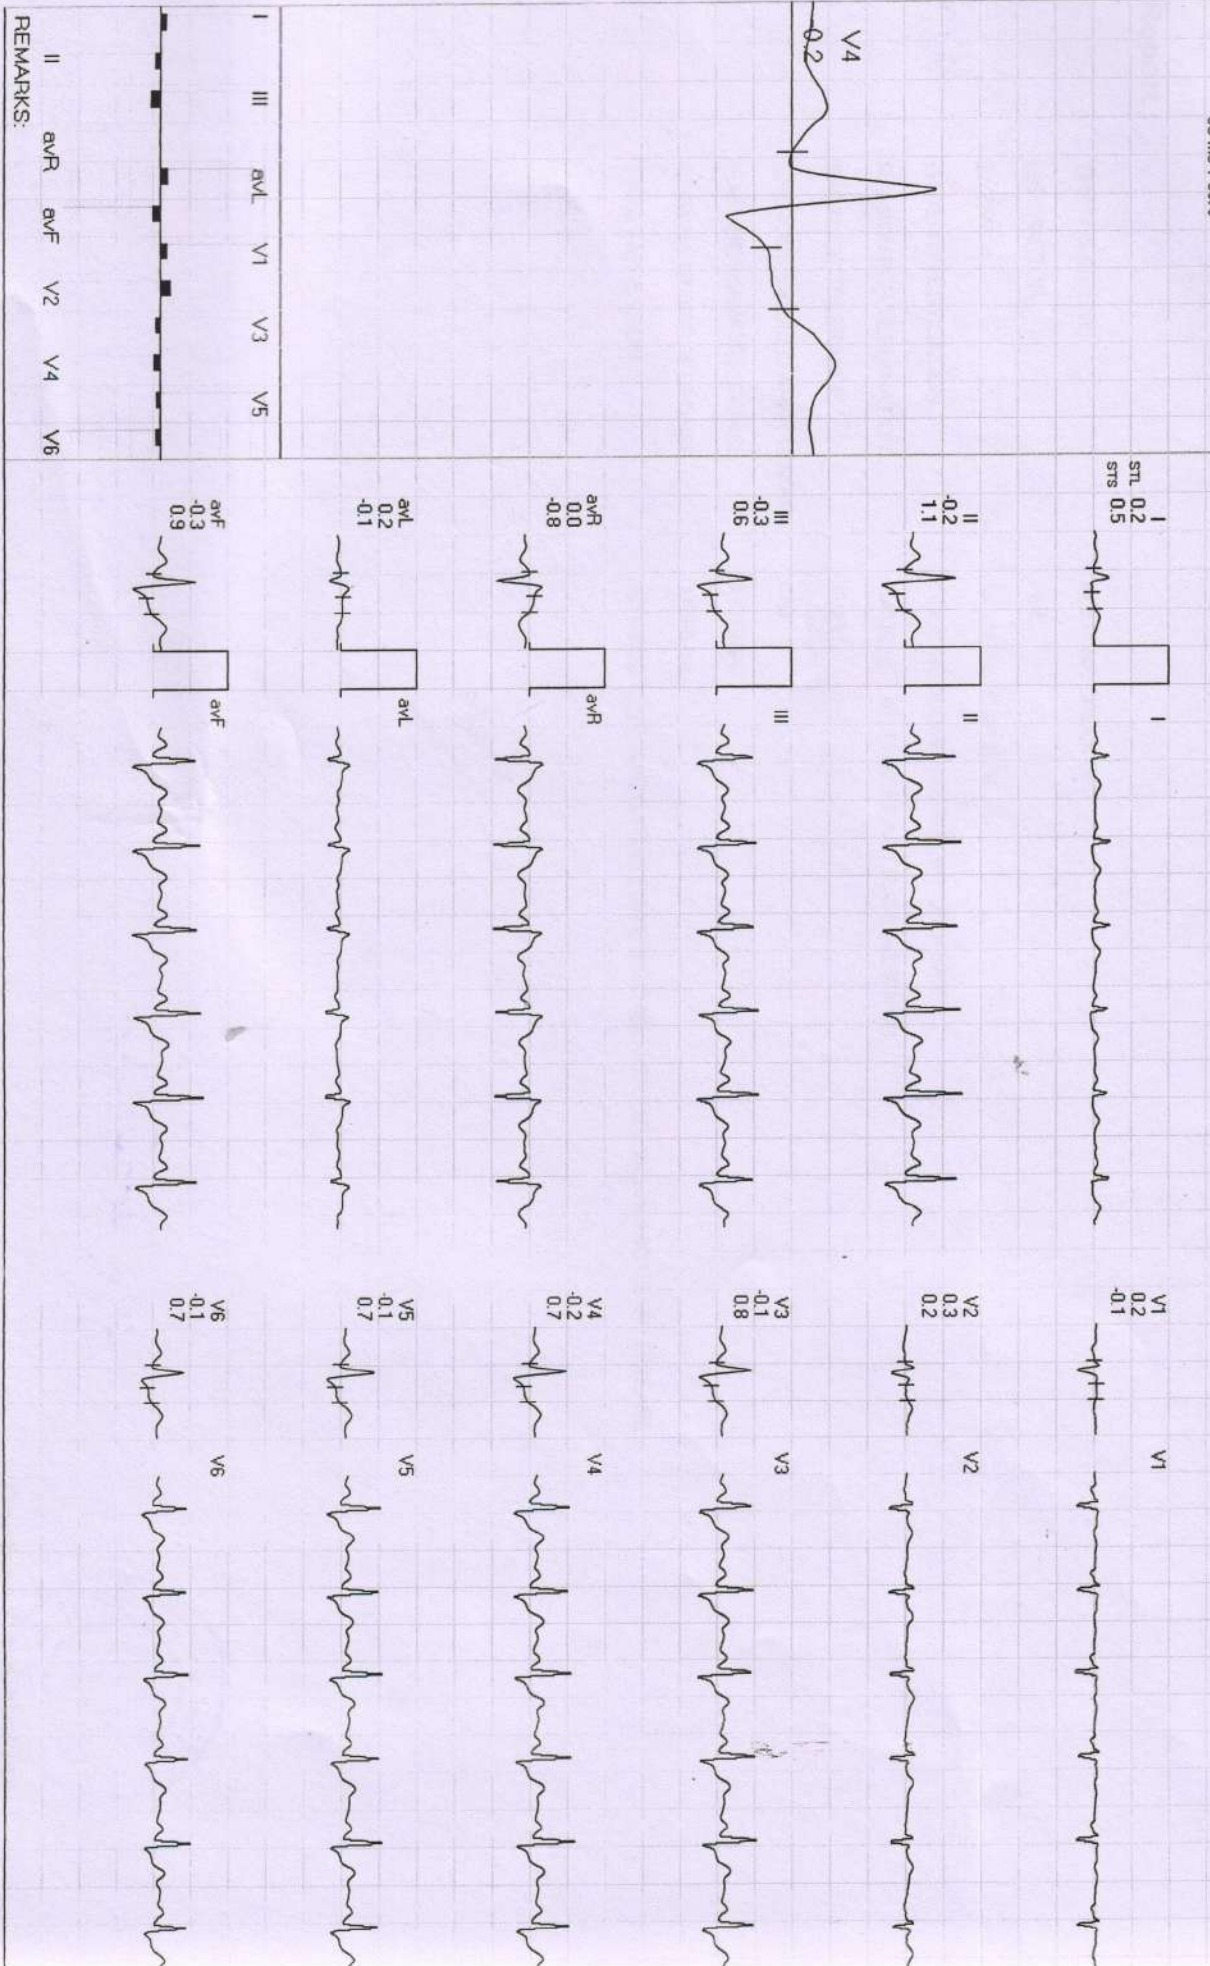 I I V1 V1
STL 0.2 0.2
STS 0.5 -0.1
II II V2 V2
-0.2 0.3
1.1 0.2
V4
-0.2
III III V3 V3
-0.3 -0.1
0.6 0.8
avR avR V4 V4
0.0 -0.2
-0.8 0.7
avL avL V5 V5
0.2 -0.1
-0.1 0.7
avF avF V6 V6
-0.3 -0.1
0.9 0.7
I III avL V1 V3 V5
II avR avF V2 V4 V6
REMARKS: